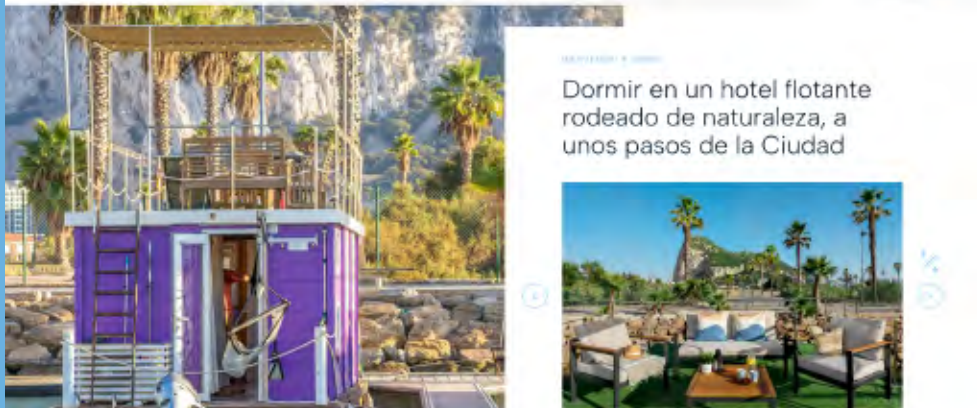 Dormir en un hotel flotante
rodeado de naturaleza, a
unos pasos de la Ciudad